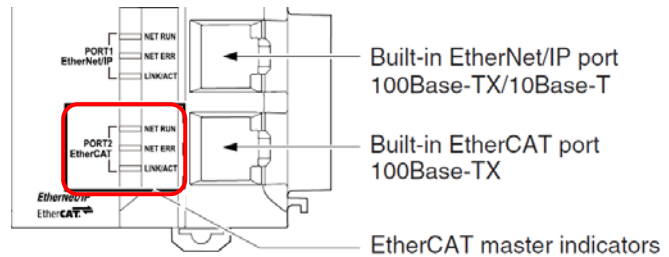 PORT1
EtherNet/IP
NET RUN
NET ERR
LINK/ACT
Built-in EtherNet/IP port
100Base-TX/10Base-T
PORT2
EtherCAT
NET RUN
NET ERR
LINK/ACT
Built-in EtherCAT port
100Base-TX
EtherNet/IP
EtherCAT
EtherCAT master indicators